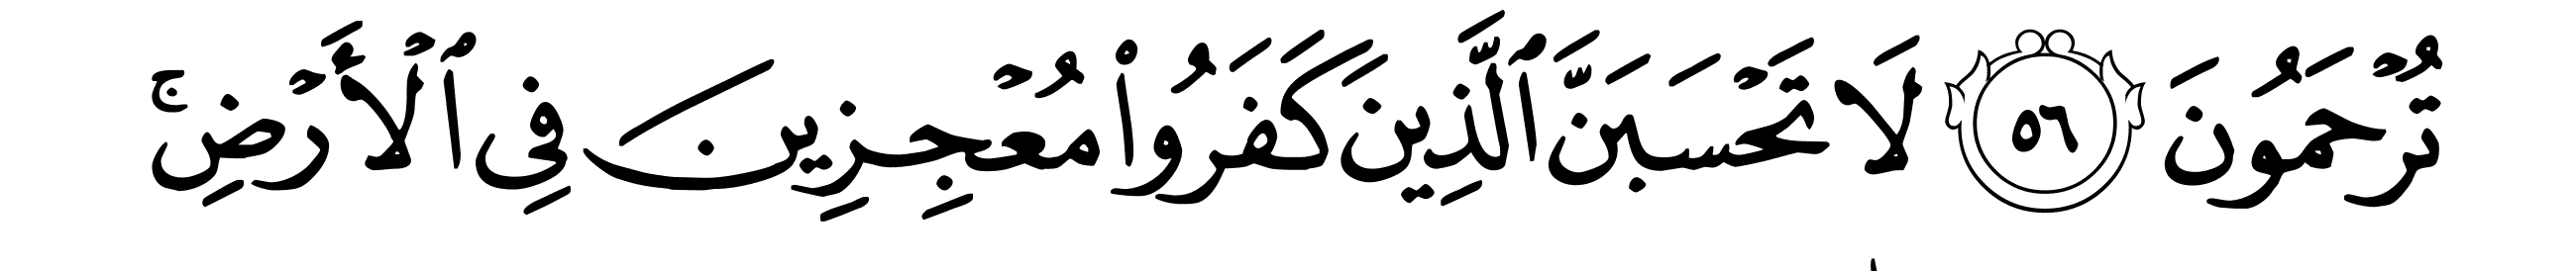 تُرْحَمُونَ ٥٦ لَا تَحْسَبَنَّ ٱلَّذِينَ كَفَرُوا۟ مُعْجِزِينَ فِى ٱلْأَرْضِ ۚ